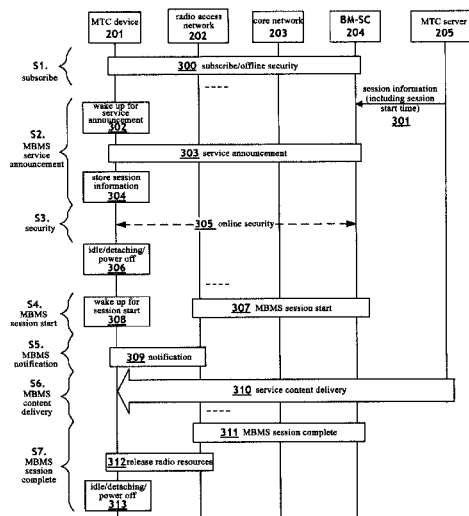 MTC device
201
radio access
network
202
core network
203
BM-SC
204
MTC server
205
S1.
subscribe
300 subscribe/offline security
session information
(including session
start time)
301
S2.
MBMS
service
announcement
wake up for
service
announcement
302
303 service announcement
store session
information
304
S3.
security
305 online security
idle/detaching/
power off
306
S4.
MBMS
session start
wake up for
session start
308
307 MBMS session start
S5.
MBMS
notification
309 notification
S6.
MBMS
content
delivery
310 service content delivery
311 MBMS session complete
S7.
MBMS
session
complete
312 release radio resources
idle/detaching/
power off
313